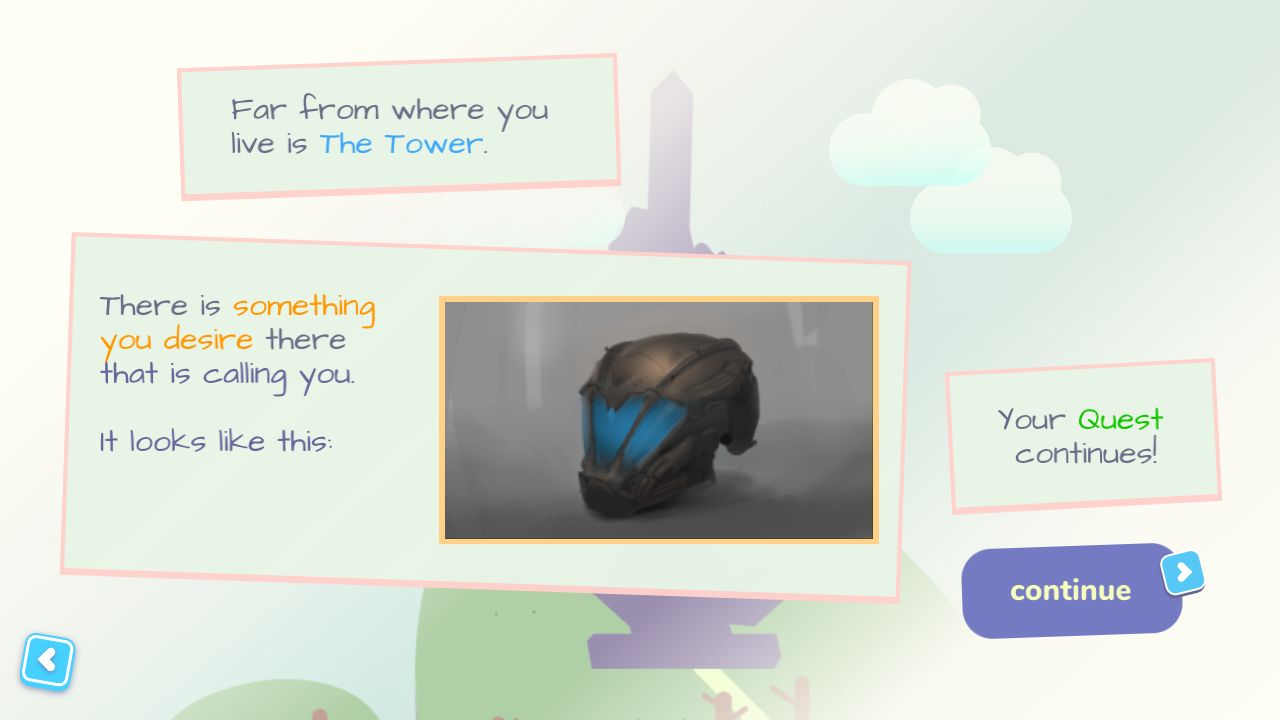 Far from where you
live is The Tower.
There is something
you desire there
that is calling you.
It looks like this:
Your Quest
continues!
continue